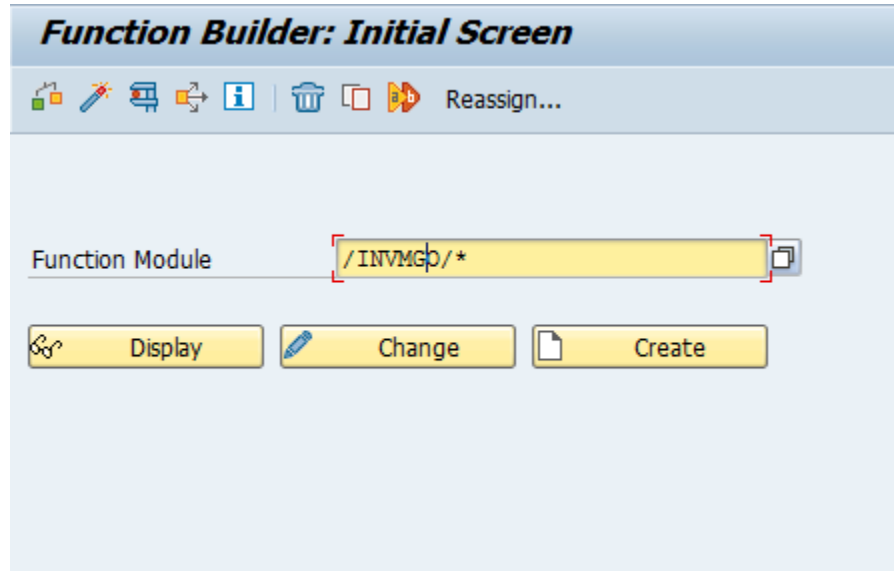 Function Builder: Initial Screen
Reassign...
Function Module /INVMGO/*
Display Change Create